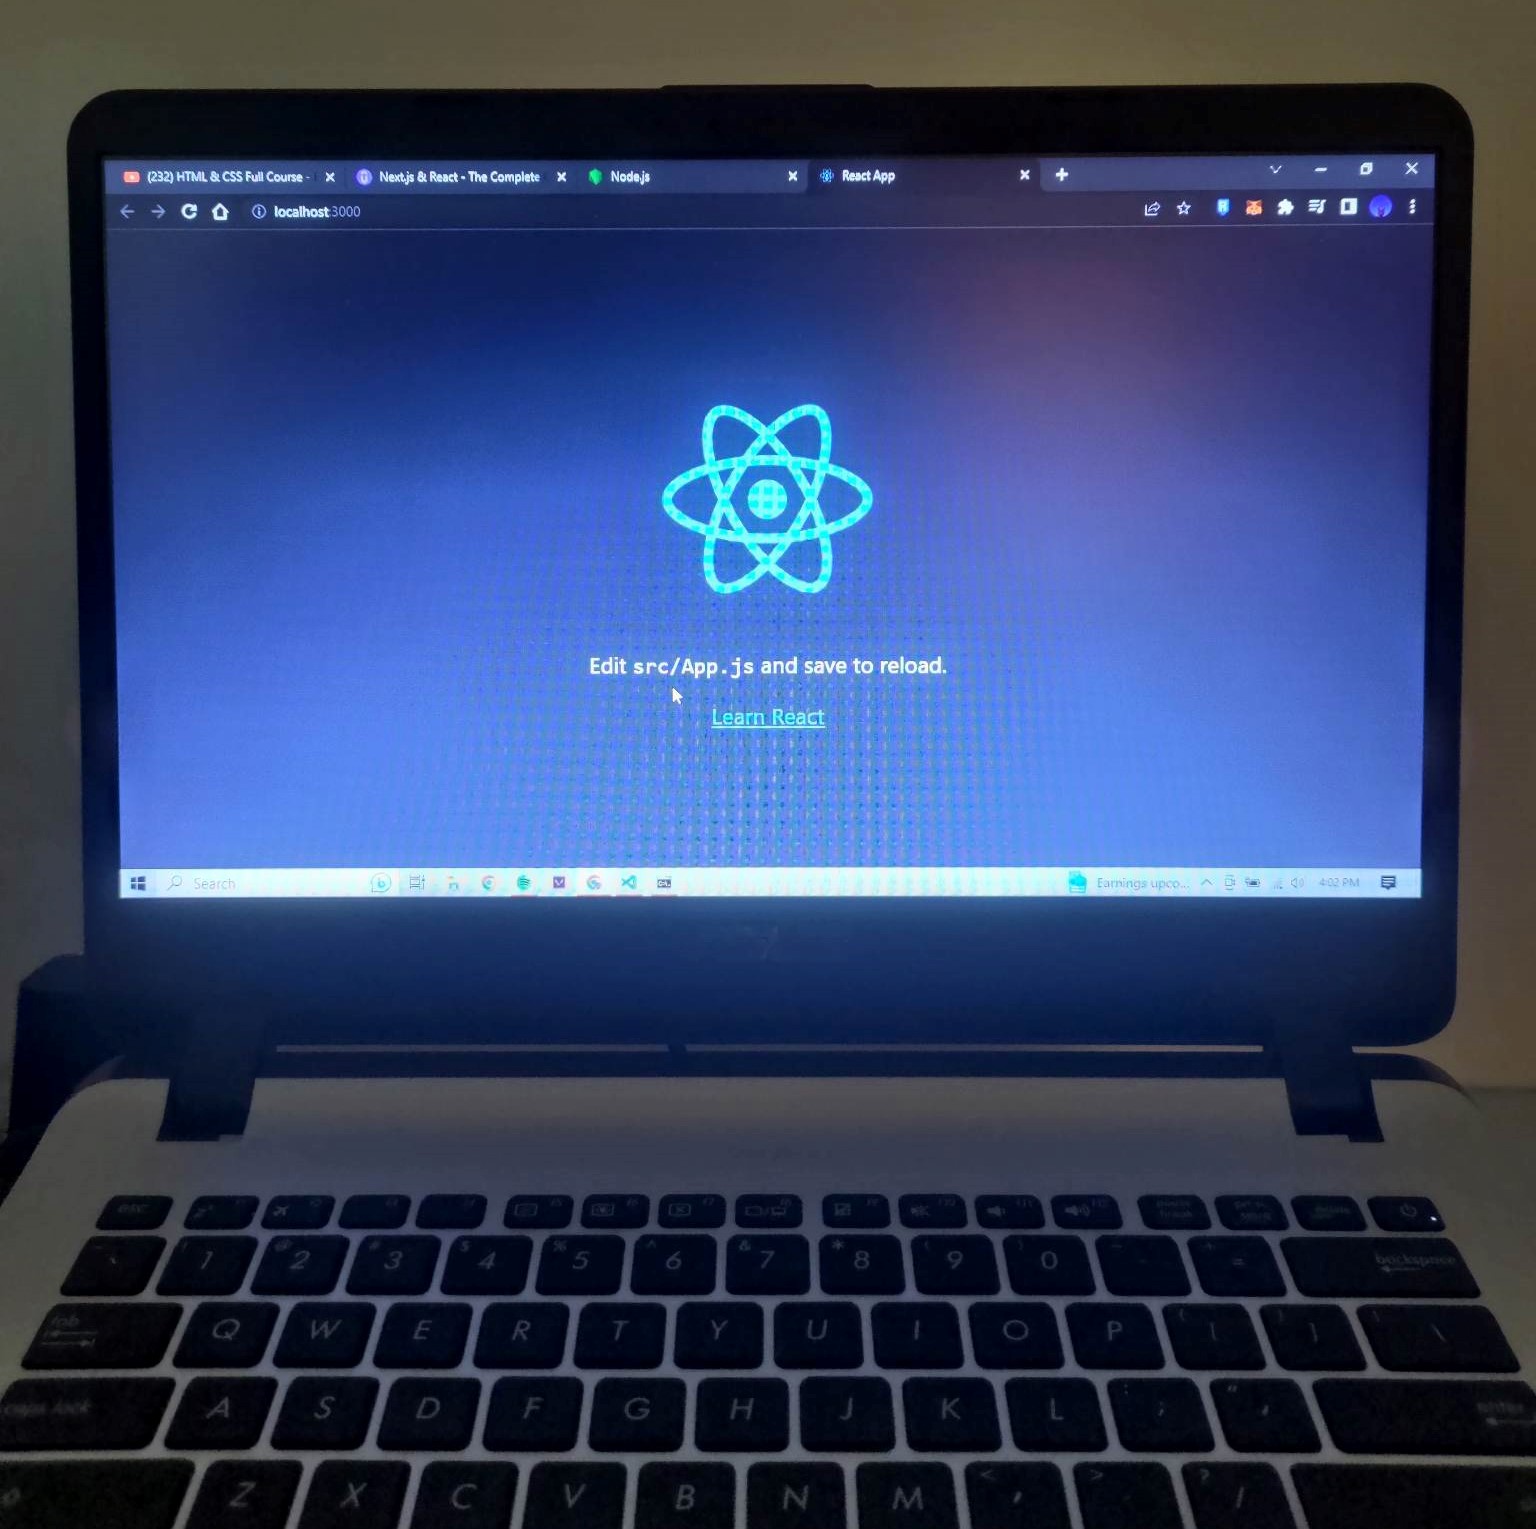 (232) HTML & CSS Full Course -
Next.js & React - The Complete
Node.js
React App
localhost:3000
Edit src/App.js and save to reload.
Learn React
Search
Earnings upco...
4:02 PM
esc
1 2 3 4 5 6 7 8 9 0 - =
backspace
tab
Q W E R T Y U I O P [ ] \
caps lock
A S D F G H J K L ; '
enter
Z X C V B N M , . /